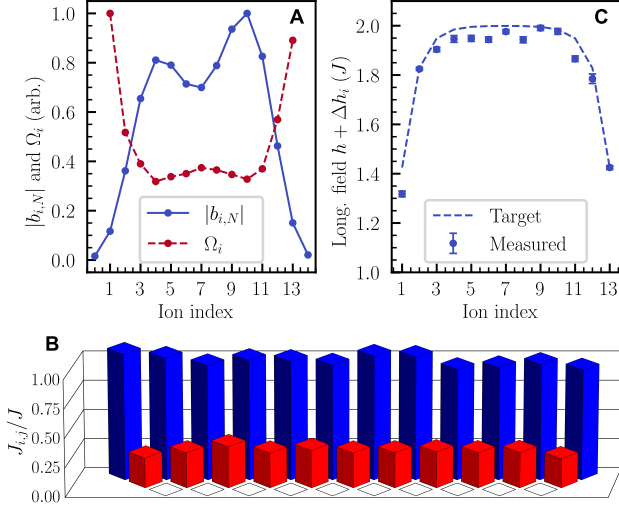 A
|b_{i,N}| and Ω_i (arb.)
1.0
0.8
0.6
0.4
0.2
0.0
|b_{i,N}|
Ω_i
1 3 5 7 9 11 13
Ion index
C
Long. field h + Δh_i (J)
2.0
1.8
1.6
1.4
1.2
1.0
Target
Measured
1 3 5 7 9 11 13
Ion index
B
J_{i,j}/J
1.00
0.75
0.50
0.25
0.00